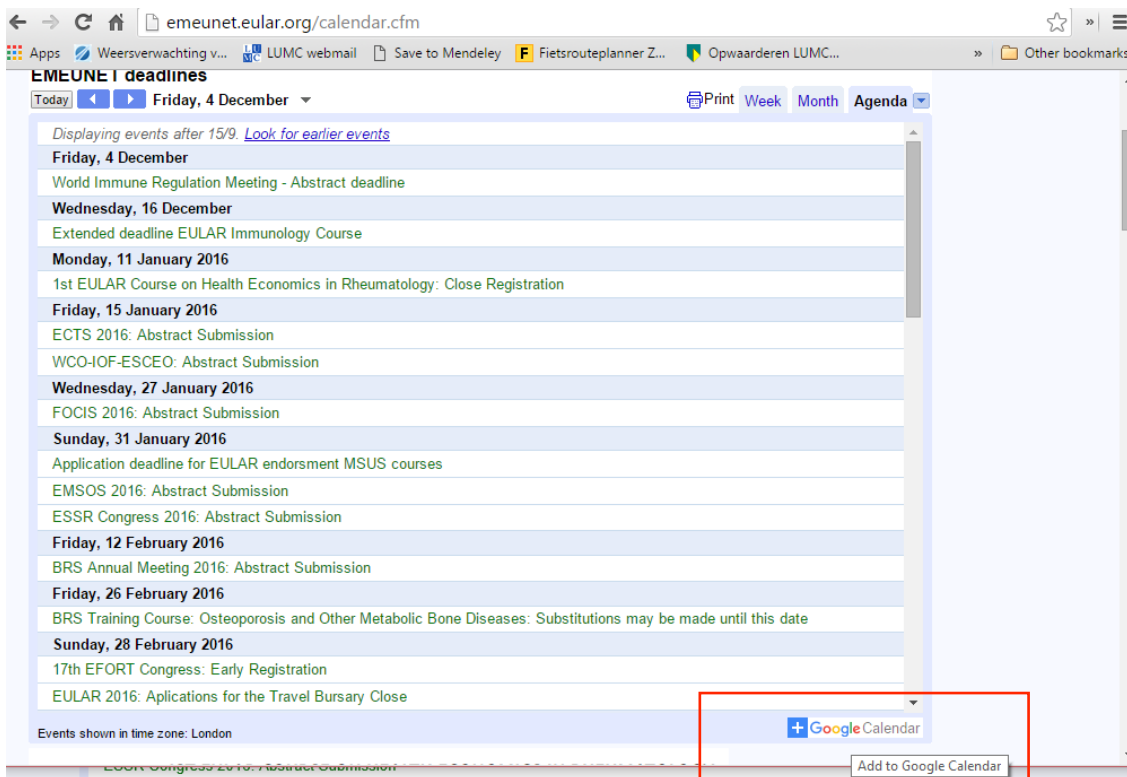 emeunet.eular.org/calendar.cfm
Apps Weersverwachting v... LUMC webmail Save to Mendeley F Fietsrouteplanner Z... Opwaarderen LUMC... » Other bookmarks
EMEUNET deadlines
Today Friday, 4 December Print Week Month Agenda
Displaying events after 15/9. Look for earlier events
Friday, 4 December
World Immune Regulation Meeting - Abstract deadline
Wednesday, 16 December
Extended deadline EULAR Immunology Course
Monday, 11 January 2016
1st EULAR Course on Health Economics in Rheumatology: Close Registration
Friday, 15 January 2016
ECTS 2016: Abstract Submission
WCO-IOF-ESCEO: Abstract Submission
Wednesday, 27 January 2016
FOCIS 2016: Abstract Submission
Sunday, 31 January 2016
Application deadline for EULAR endorsment MSUS courses
EMSOS 2016: Abstract Submission
ESSR Congress 2016: Abstract Submission
Friday, 12 February 2016
BRS Annual Meeting 2016: Abstract Submission
Friday, 26 February 2016
BRS Training Course: Osteoporosis and Other Metabolic Bone Diseases: Substitutions may be made until this date
Sunday, 28 February 2016
17th EFORT Congress: Early Registration
EULAR 2016: Aplications for the Travel Bursary Close
Events shown in time zone: London
+ Google Calendar
Add to Google Calendar